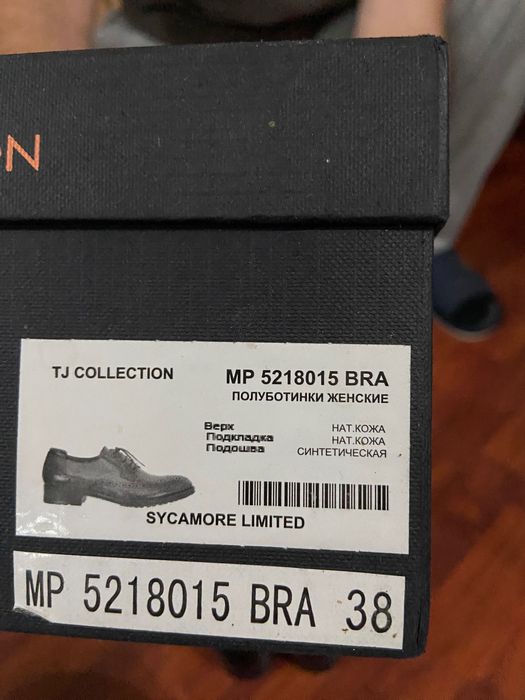 ON
TJ COLLECTION
MP 5218015 BRA
ПОЛУБОТИНКИ ЖЕНСКИЕ
Верх НАТ.КОЖА
Подкладка НАТ.КОЖА
Подошва СИНТЕТИЧЕСКАЯ
SYCAMORE LIMITED
MP 5218015 BRA 38